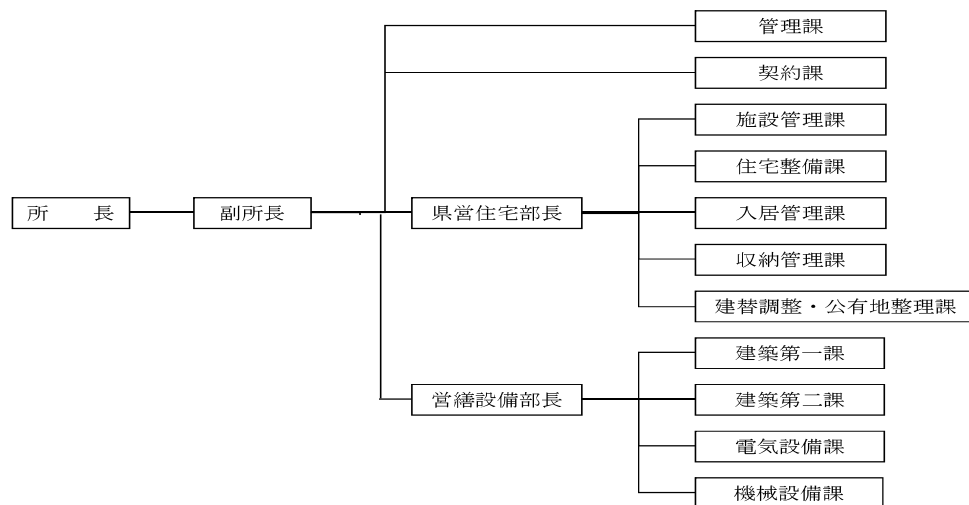 管理課
契約課
施設管理課
住宅整備課
所　　長
副所長
県営住宅部長
入居管理課
収納管理課
建替調整・公有地整理課
建築第一課
営繕設備部長
建築第二課
電気設備課
機械設備課